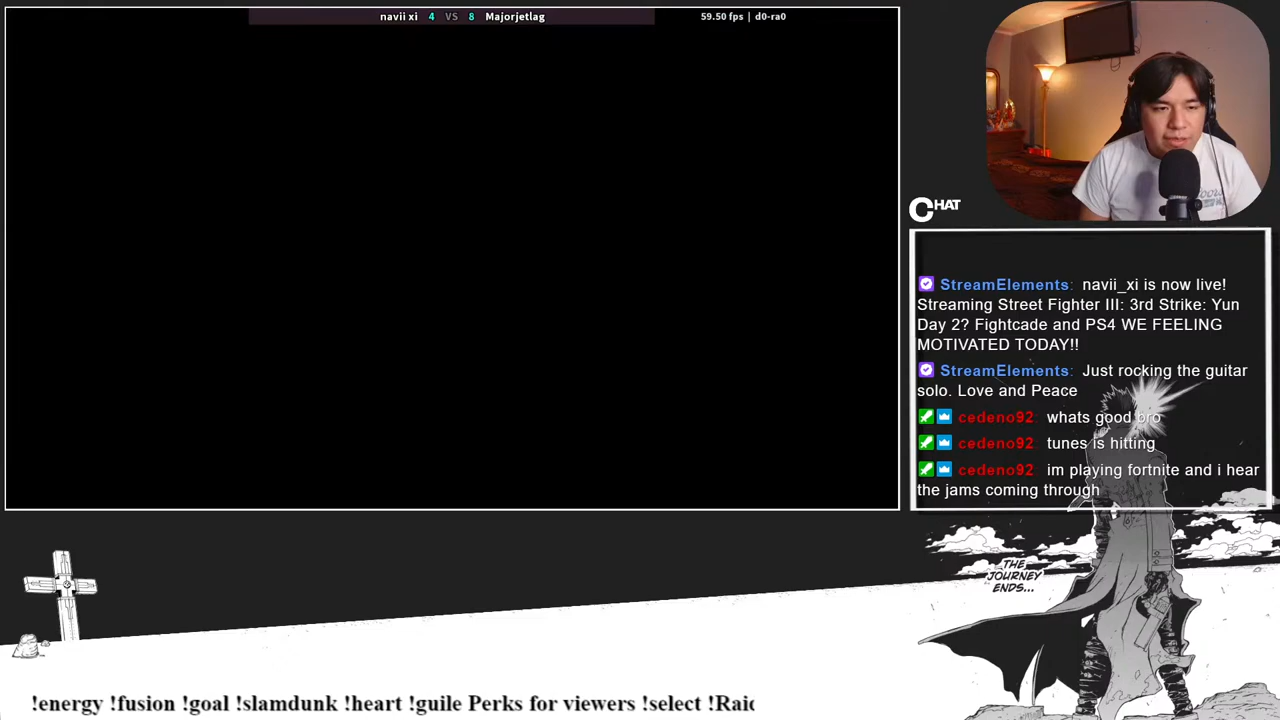 navii xi 4 VS 8 Majorjetlag
59.50 fps | d0-ra0
CHAT
StreamElements: navii_xi is now live!
Streaming Street Fighter III: 3rd Strike: Yun
Day 2? Fightcade and PS4 WE FEELING
MOTIVATED TODAY!!
StreamElements: Just rocking the guitar
solo. Love and Peace
cedeno92: whats good bro
cedeno92: tunes is hitting
cedeno92: im playing fortnite and i hear
the jams coming through
THE
JOURNEY
ENDS...
!energy !fusion !goal !slamdunk !heart !guile Perks for viewers !select !Raid